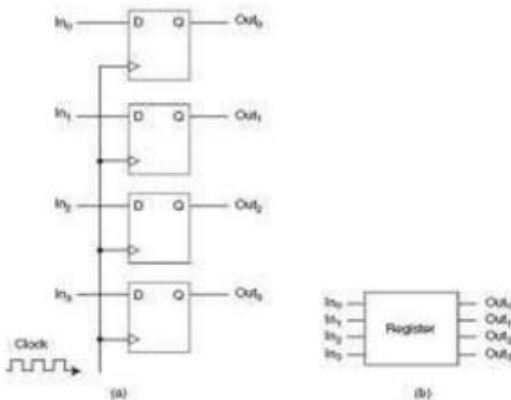 In₀ D Q Out₀
In₁ D Q Out₁
In₂ D Q Out₂
In₃ D Q Out₃
Clock
(a)
In₀ Out₀
In₁ Register Out₁
In₂ Out₂
In₃ Out₃
(b)